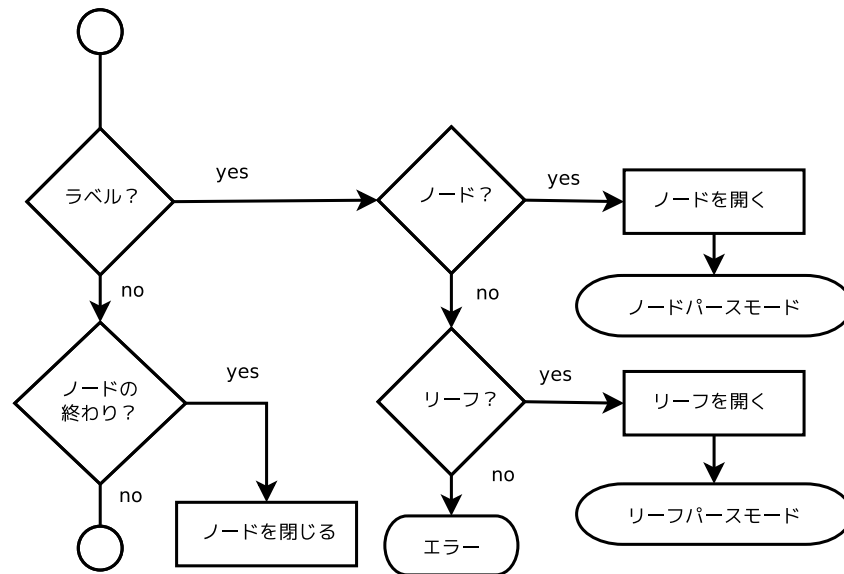 ラベル？
yes
no
ノード？
yes
no
ノードを開く
ノードパースモード
ノードの
終わり？
yes
no
ノードを閉じる
リーフ？
yes
no
リーフを開く
リーフパースモード
エラー